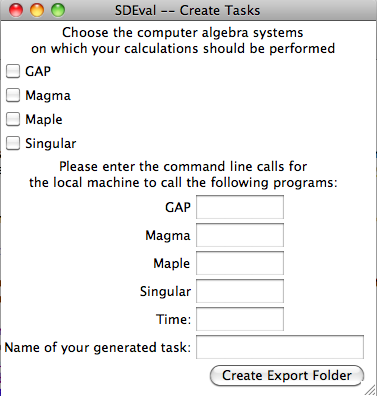 SDEval -- Create Tasks
Choose the computer algebra systems
on which your calculations should be performed
GAP
Magma
Maple
Singular
Please enter the command line calls for
the local machine to call the following programs:
GAP
Magma
Maple
Singular
Time:
Name of your generated task:
Create Export Folder